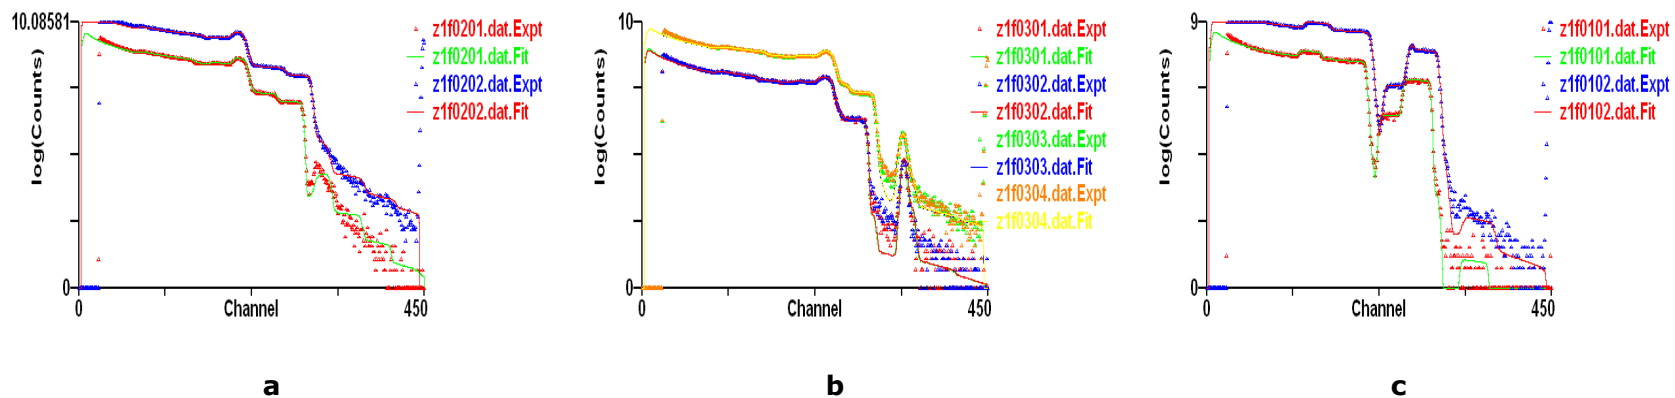 10.08581
log(Counts)
0
0
Channel
450
z1f0201.dat.Expt
z1f0201.dat.Fit
z1f0202.dat.Expt
z1f0202.dat.Fit
a
10
log(Counts)
0
0
Channel
450
z1f0301.dat.Expt
z1f0301.dat.Fit
z1f0302.dat.Expt
z1f0302.dat.Fit
z1f0303.dat.Expt
z1f0303.dat.Fit
z1f0304.dat.Expt
z1f0304.dat.Fit
b
9
log(Counts)
0
0
Channel
450
z1f0101.dat.Expt
z1f0101.dat.Fit
z1f0102.dat.Expt
z1f0102.dat.Fit
c